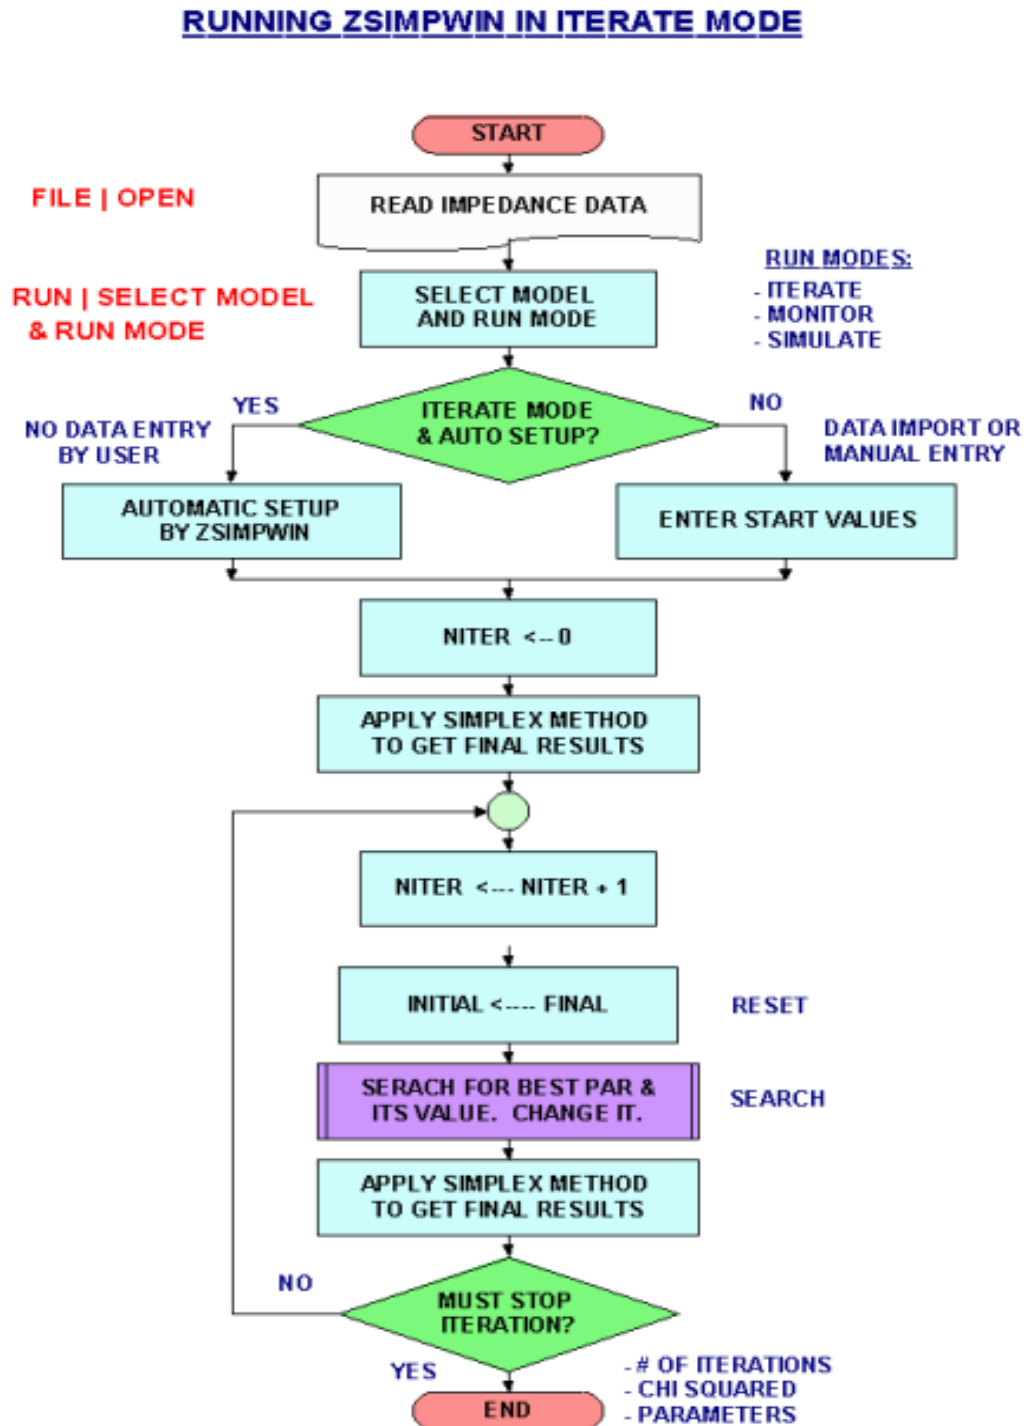 RUNNING ZSIMPWIN IN ITERATE MODE
START
FILE | OPEN
READ IMPEDANCE DATA
RUN | SELECT MODEL
& RUN MODE
SELECT MODEL
AND RUN MODE
RUN MODES:
- ITERATE
- MONITOR
- SIMULATE
YES
ITERATE MODE
& AUTO SETUP?
NO
NO DATA ENTRY
BY USER
DATA IMPORT OR
MANUAL ENTRY
AUTOMATIC SETUP
BY ZSIMPWIN
ENTER START VALUES
NITER <-- 0
APPLY SIMPLEX METHOD
TO GET FINAL RESULTS
NITER <--- NITER + 1
INITIAL <---- FINAL
RESET
SERACH FOR BEST PAR &
ITS VALUE. CHANGE IT.
SEARCH
APPLY SIMPLEX METHOD
TO GET FINAL RESULTS
NO
MUST STOP
ITERATION?
YES
- # OF ITERATIONS
- CHI SQUARED
- PARAMETERS
END